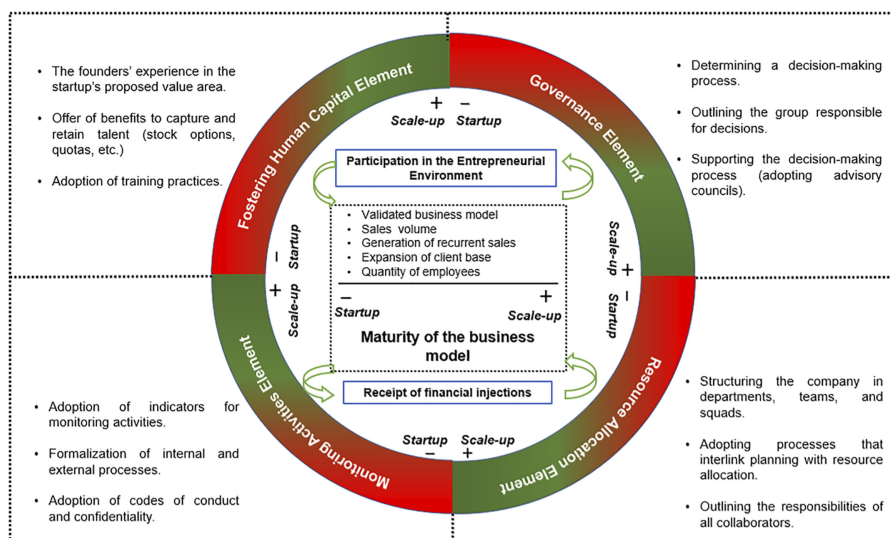 • The founders' experience in the
startup's proposed value area.
• Offer of benefits to capture and
retain talent (stock options,
quotas, etc.)
• Adoption of training practices.
Fostering Human Capital Element
Governance Element
• Determining a decision-making
process.
• Outlining the group responsible
for decisions.
• Supporting the decision-making
process (adopting advisory
councils).
+ −
Scale-up Startup
Participation in the Entrepreneurial
Environment
• Validated business model
• Sales volume
• Generation of recurrent sales
• Expansion of client base
• Quantity of employees
− +
Startup Scale-up
Maturity of the business
model
Receipt of financial injections
− Startup
+ Scale-up
Scale-up +
Startup −
Startup Scale-up
− +
Monitoring Activities Element
Resource Allocation Element
• Adoption of indicators for
monitoring activities.
• Formalization of internal and
external processes.
• Adoption of codes of conduct
and confidentiality.
• Structuring the company in
departments, teams, and
squads.
• Adopting processes that
interlink planning with resource
allocation.
• Outlining the responsibilities of
all collaborators.